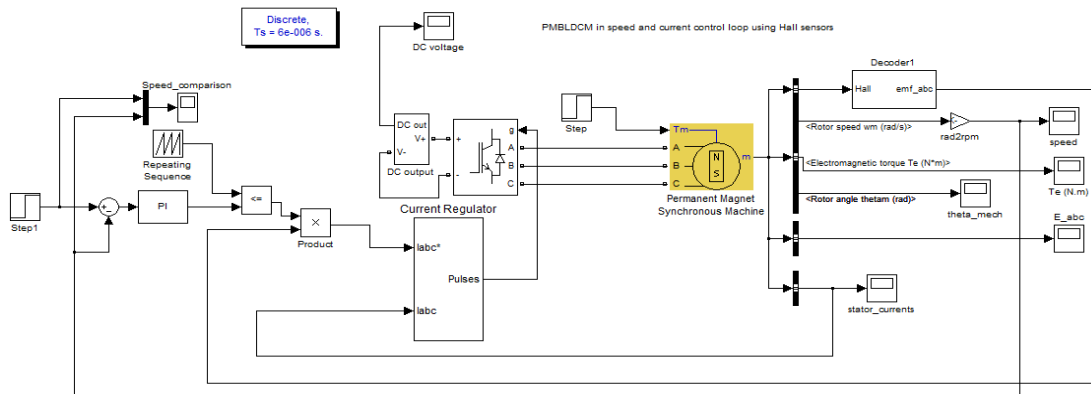 Discrete,
Ts = 6e-006 s.
DC voltage
PMBLDCM in speed and current control loop using Hall sensors
Decoder1
Hall
emf_abc
Speed_comparison
Step
DC out
V+
V-
DC output
+
-
g
A
B
C
Tm
A
B
C
N
S
m
Permanent Magnet
Synchronous Machine
<Rotor speed wm (rad/s)>
rad2rpm
speed
<Electromagnetic torque Te (N*m)>
Te (N.m)
<Rotor angle thetam (rad)>
theta_mech
E_abc
stator_currents
Repeating
Sequence
Step1
PI
<=
×
Product
Current Regulator
Iabc*
Pulses
Iabc